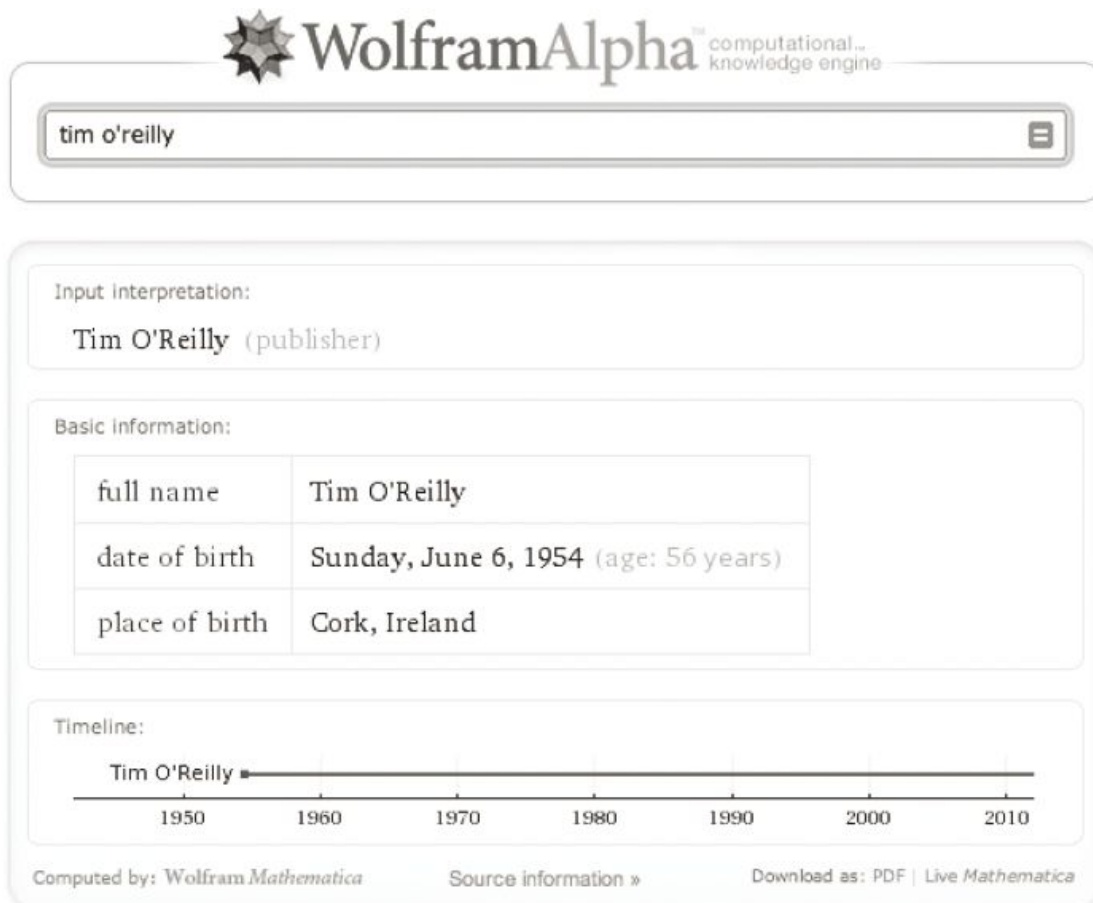 WolframAlpha™ computational...
knowledge engine
tim o'reilly
Input interpretation:
Tim O'Reilly (publisher)
Basic information:
full name Tim O'Reilly
date of birth Sunday, June 6, 1954 (age: 56 years)
place of birth Cork, Ireland
Timeline:
Tim O'Reilly
1950 1960 1970 1980 1990 2000 2010
Computed by: Wolfram Mathematica Source information » Download as: PDF | Live Mathematica